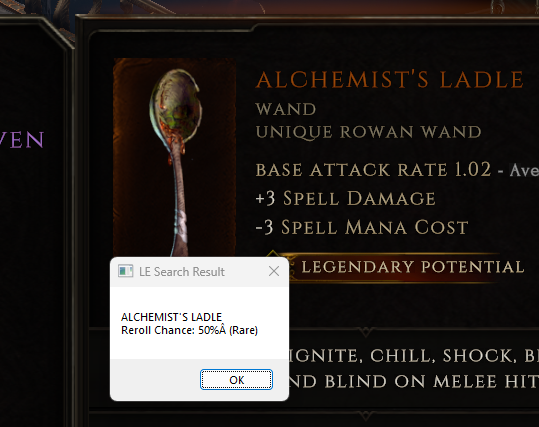 VEN
ALCHEMIST'S LADLE
WAND
UNIQUE ROWAN WAND
BASE ATTACK RATE 1.02 - Ave
+3 SPELL DAMAGE
-3 SPELL MANA COST
LEGENDARY POTENTIAL
LE Search Result
ALCHEMIST'S LADLE
Reroll Chance: 50%Â (Rare)
OK
IGNITE, CHILL, SHOCK, B
ND BLIND ON MELEE HIT